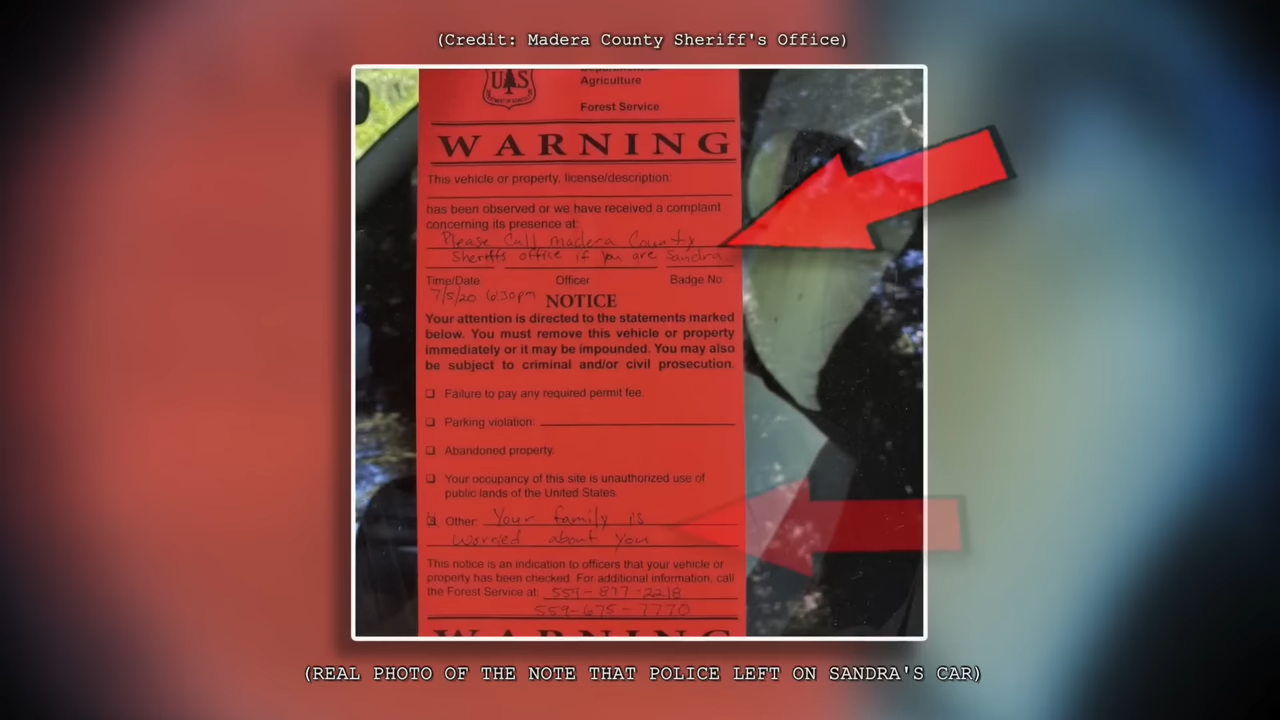 (Credit: Madera County Sheriff's Office)
UAS
DEPARTMENT OF AGRICULTURE
Agriculture
Forest Service
WARNING
This vehicle or property, license/description:
has been observed or we have received a complaint
concerning its presence at:
Please Call Madera County
Sheriffs office if you are Sandra
Time/Date Officer Badge No.
7/5/20 6:30pm NOTICE
Your attention is directed to the statements marked
below. You must remove this vehicle or property
immediately or it may be impounded. You may also
be subject to criminal and/or civil prosecution.
Failure to pay any required permit fee.
Parking violation:
Abandoned property.
Your occupancy of this site is unauthorized use of
public lands of the United States
Other: Your family is
worried about you
This notice is an indication to officers that your vehicle or
property has been checked. For additional information, call
the Forest Service at: 559-877-2218
559-675-7770
WARNING
(REAL PHOTO OF THE NOTE THAT POLICE LEFT ON SANDRA'S CAR)